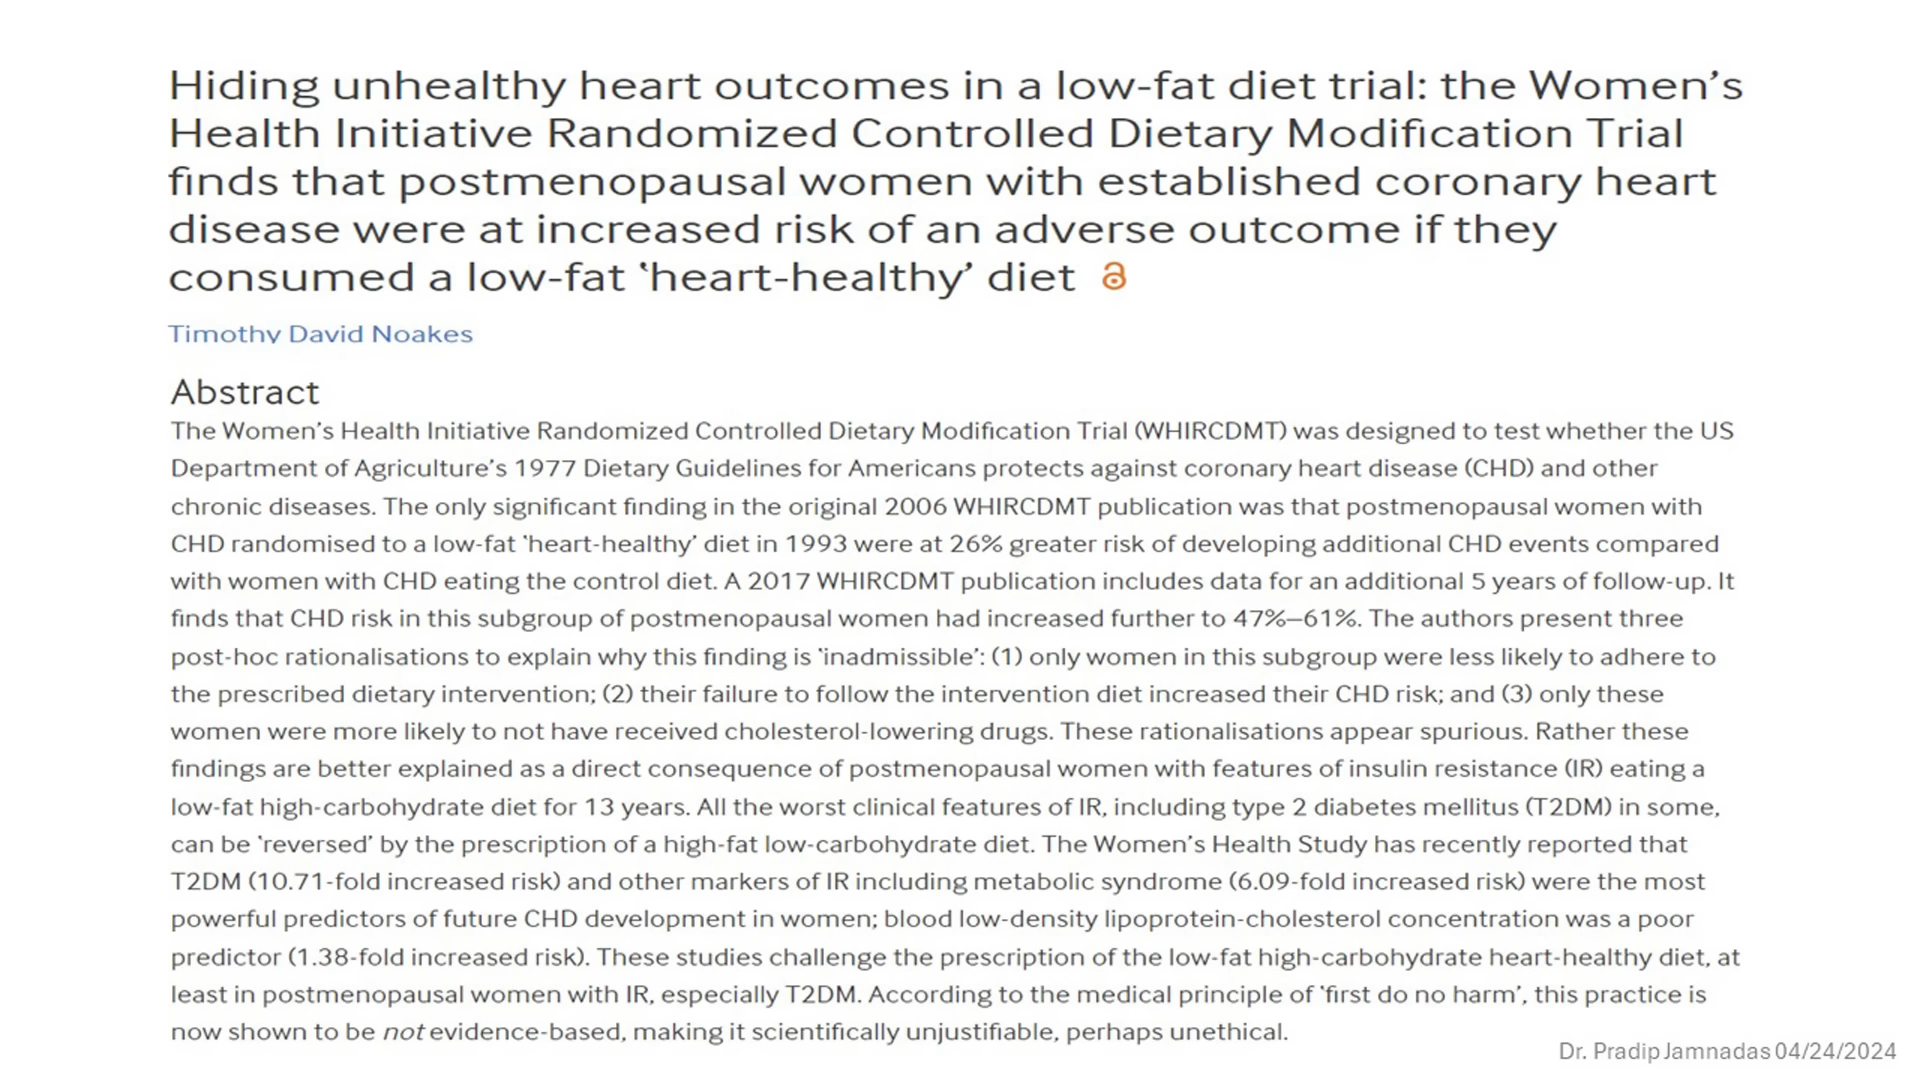 Hiding unhealthy heart outcomes in a low-fat diet trial: the Women’s
Health Initiative Randomized Controlled Dietary Modification Trial
finds that postmenopausal women with established coronary heart
disease were at increased risk of an adverse outcome if they
consumed a low-fat ‘heart-healthy’ diet
Timothy David Noakes
Abstract
The Women’s Health Initiative Randomized Controlled Dietary Modification Trial (WHIRCDMT) was designed to test whether the US
Department of Agriculture’s 1977 Dietary Guidelines for Americans protects against coronary heart disease (CHD) and other
chronic diseases. The only significant finding in the original 2006 WHIRCDMT publication was that postmenopausal women with
CHD randomised to a low-fat ‘heart-healthy’ diet in 1993 were at 26% greater risk of developing additional CHD events compared
with women with CHD eating the control diet. A 2017 WHIRCDMT publication includes data for an additional 5 years of follow-up. It
finds that CHD risk in this subgroup of postmenopausal women had increased further to 47%–61%. The authors present three
post-hoc rationalisations to explain why this finding is ‘inadmissible’: (1) only women in this subgroup were less likely to adhere to
the prescribed dietary intervention; (2) their failure to follow the intervention diet increased their CHD risk; and (3) only these
women were more likely to not have received cholesterol-lowering drugs. These rationalisations appear spurious. Rather these
findings are better explained as a direct consequence of postmenopausal women with features of insulin resistance (IR) eating a
low-fat high-carbohydrate diet for 13 years. All the worst clinical features of IR, including type 2 diabetes mellitus (T2DM) in some,
can be ‘reversed’ by the prescription of a high-fat low-carbohydrate diet. The Women’s Health Study has recently reported that
T2DM (10.71-fold increased risk) and other markers of IR including metabolic syndrome (6.09-fold increased risk) were the most
powerful predictors of future CHD development in women; blood low-density lipoprotein-cholesterol concentration was a poor
predictor (1.38-fold increased risk). These studies challenge the prescription of the low-fat high-carbohydrate heart-healthy diet, at
least in postmenopausal women with IR, especially T2DM. According to the medical principle of ‘first do no harm’, this practice is
now shown to be not evidence-based, making it scientifically unjustifiable, perhaps unethical.
Dr. Pradip Jamnadas 04/24/2024